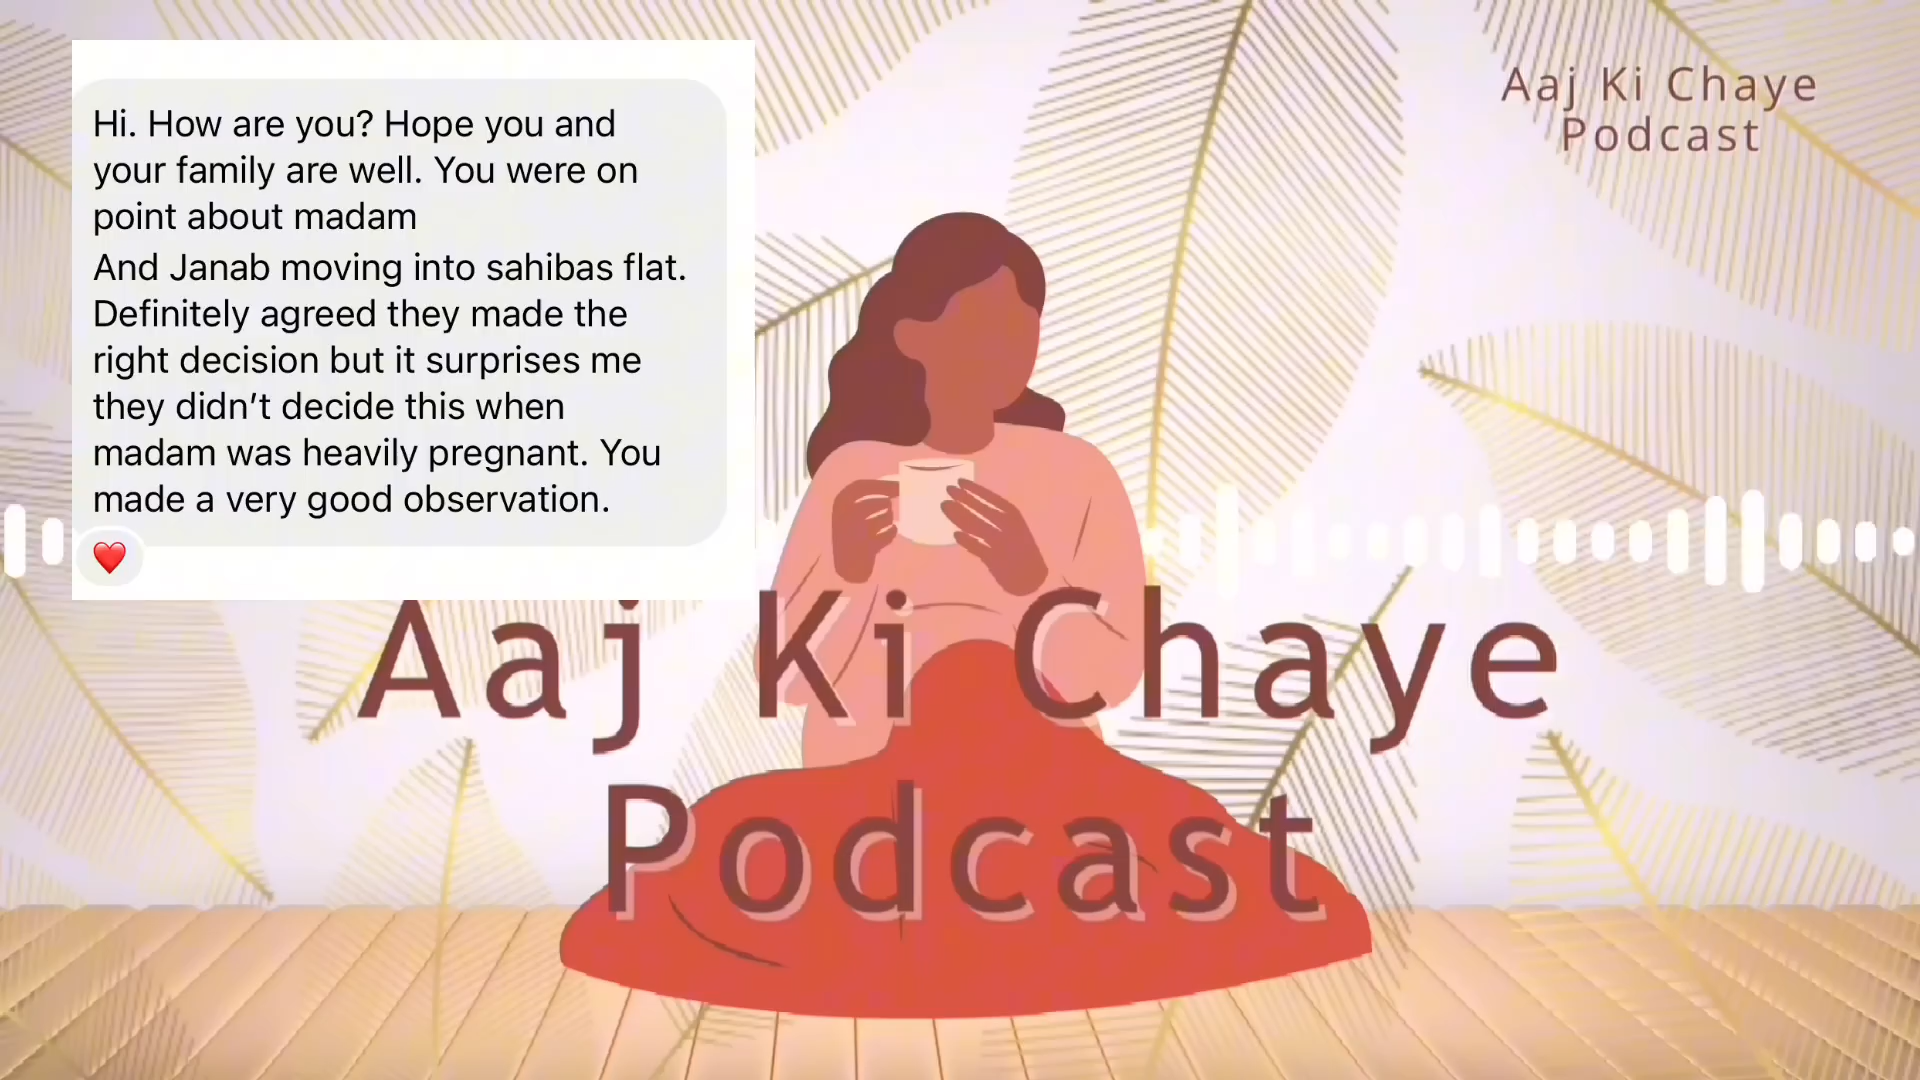 Hi. How are you? Hope you and
your family are well. You were on
point about madam
And Janab moving into sahibas flat.
Definitely agreed they made the
right decision but it surprises me
they didn’t decide this when
madam was heavily pregnant. You
made a very good observation.
Aaj Ki Chaye
Podcast
Aaj Ki Chaye
Podcast